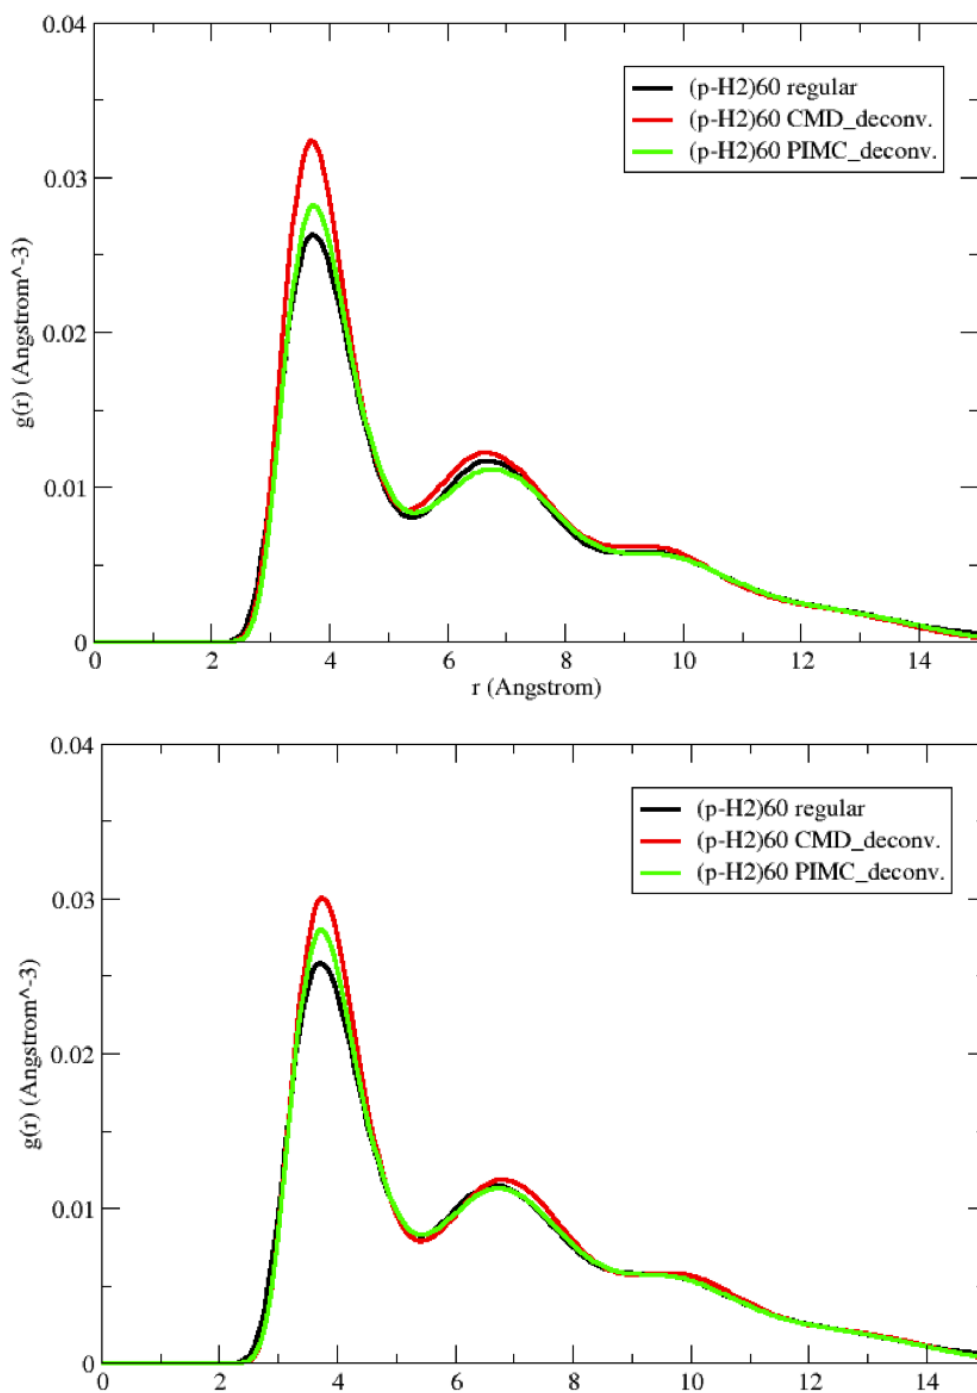 0.04
(p-H2)60 regular
(p-H2)60 CMD_deconv.
(p-H2)60 PIMC_deconv.
0.03
g(r) (Angstrom^-3)
0.02
0.01
0
0 2 4 6 8 10 12 14
r (Angstrom)
0.04
(p-H2)60 regular
(p-H2)60 CMD_deconv.
(p-H2)60 PIMC_deconv.
0.03
g(r) (Angstrom^-3)
0.02
0.01
0
0 2 4 6 8 10 12 14